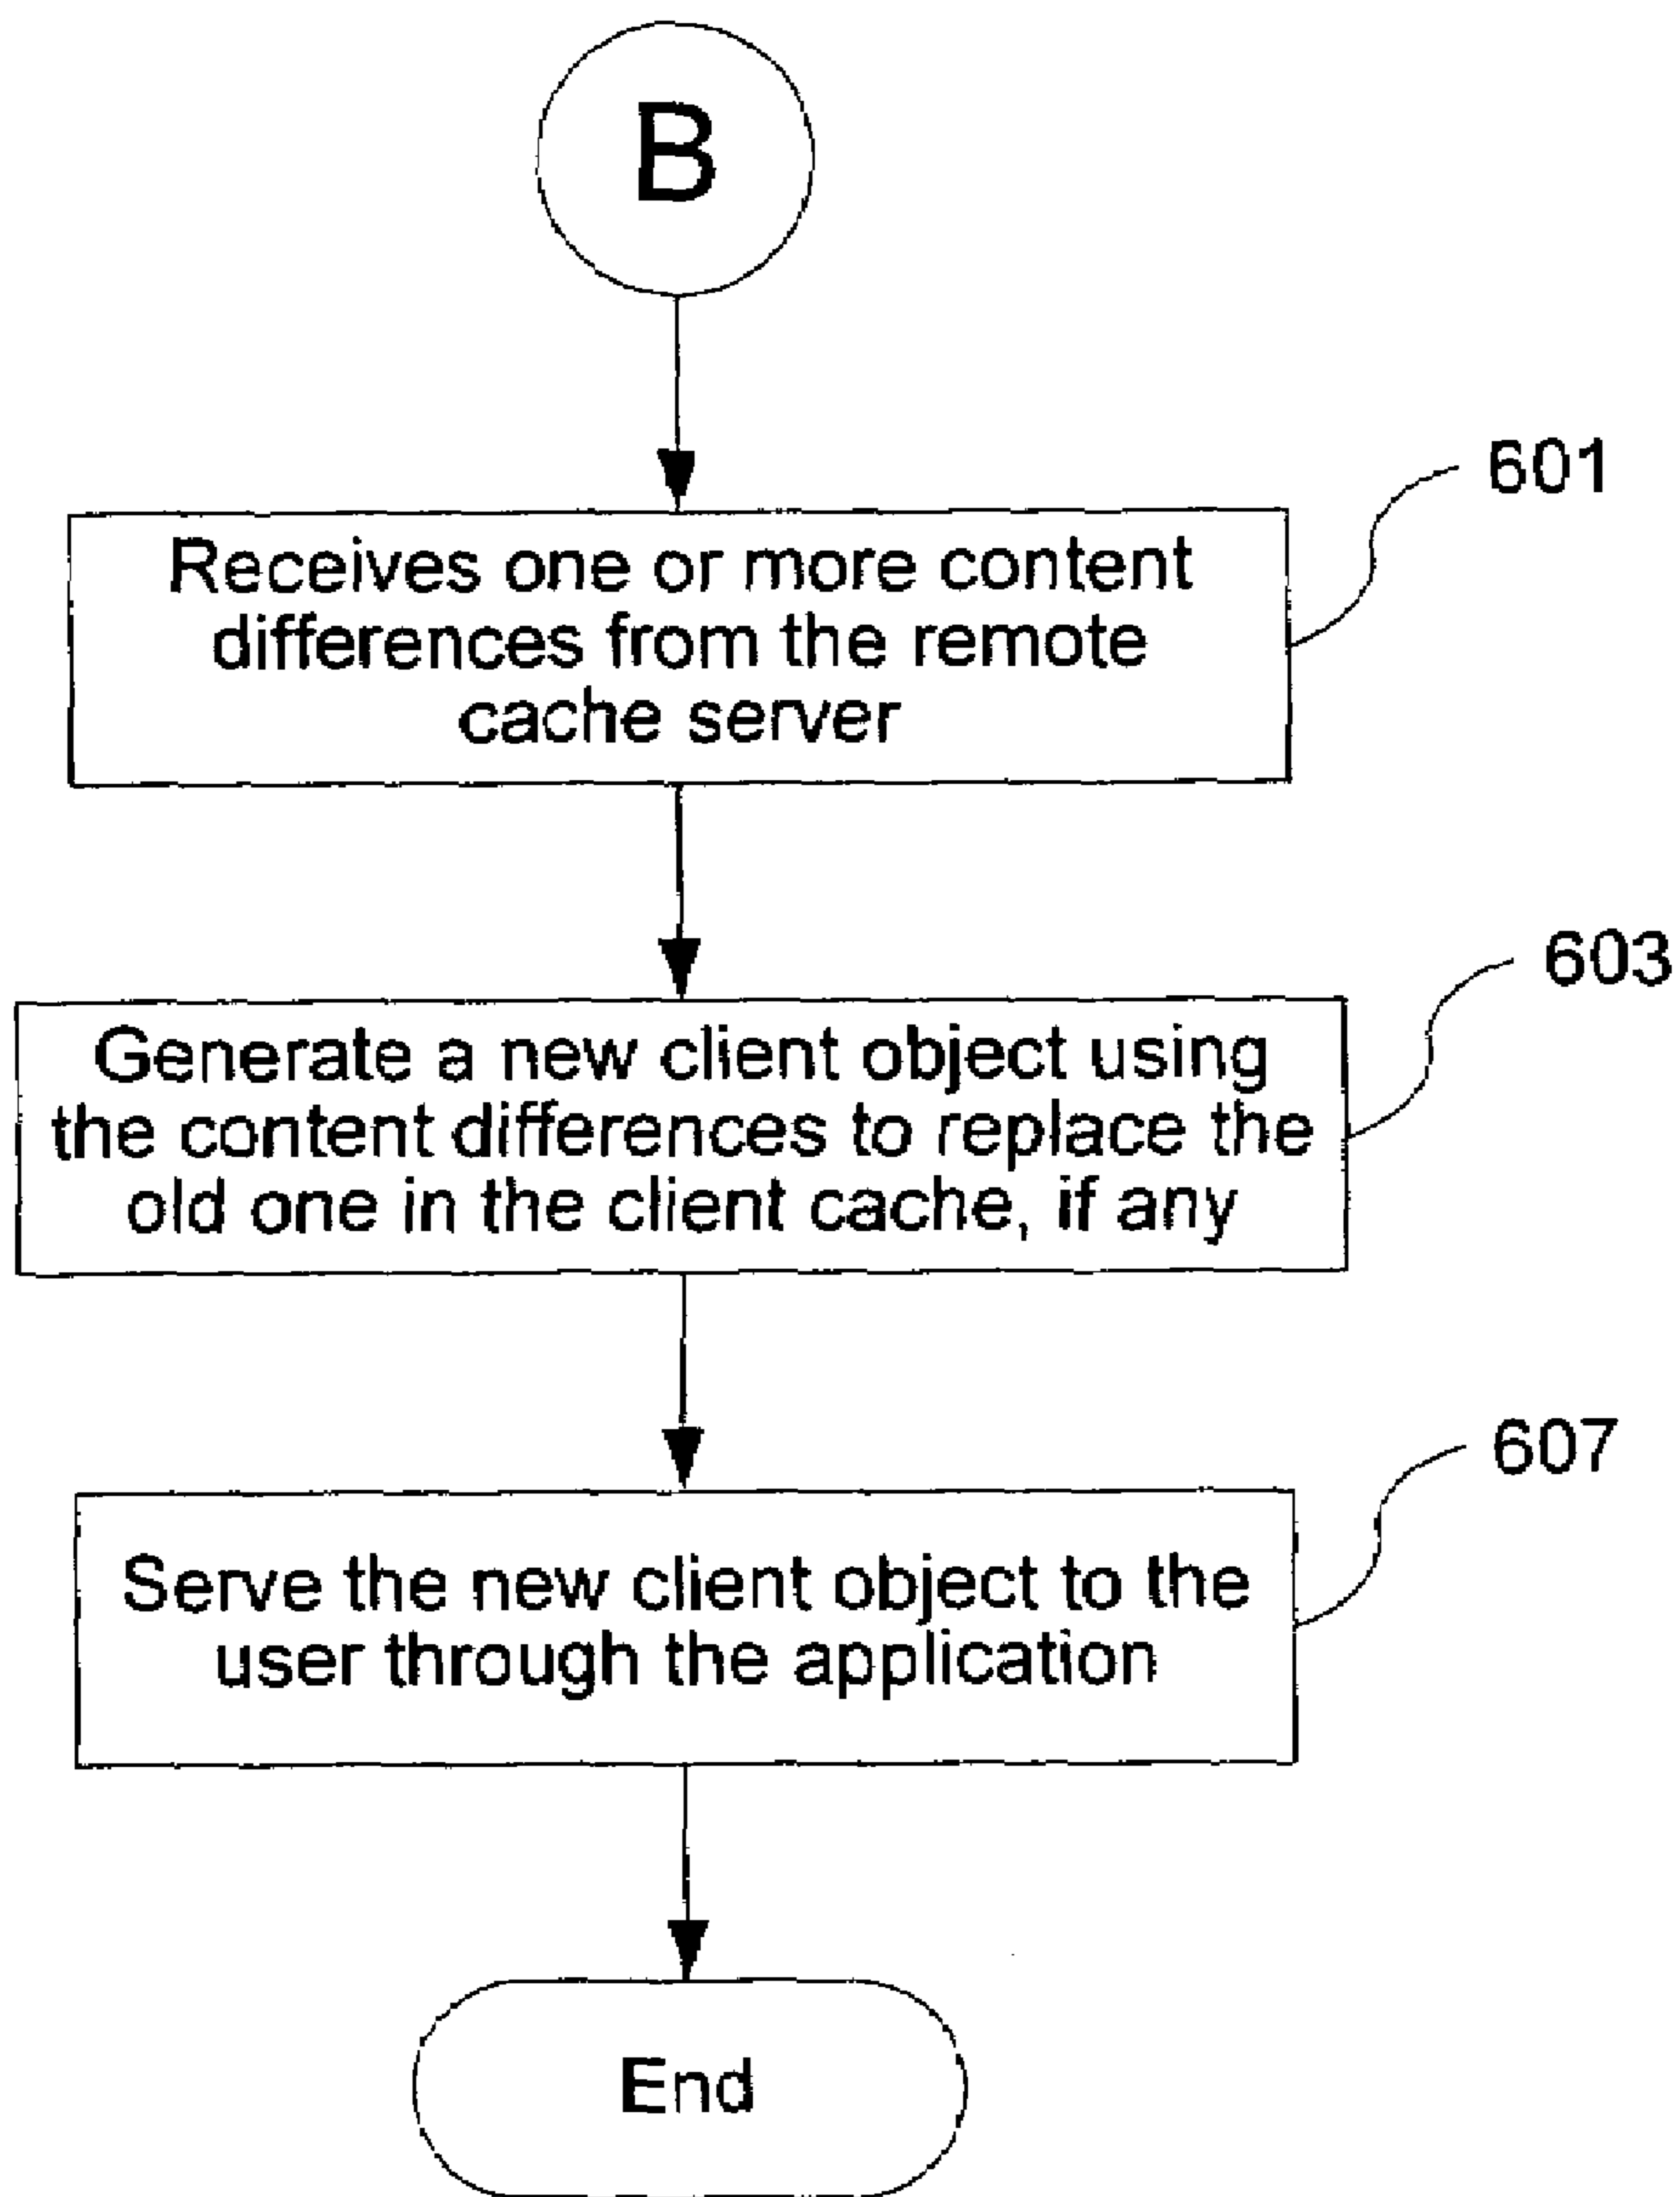 B
601
Receives one or more content
differences from the remote
cache server
603
Generate a new client object using
the content differences to replace the
old one in the client cache, if any
607
Serve the new client object to the
user through the application
End